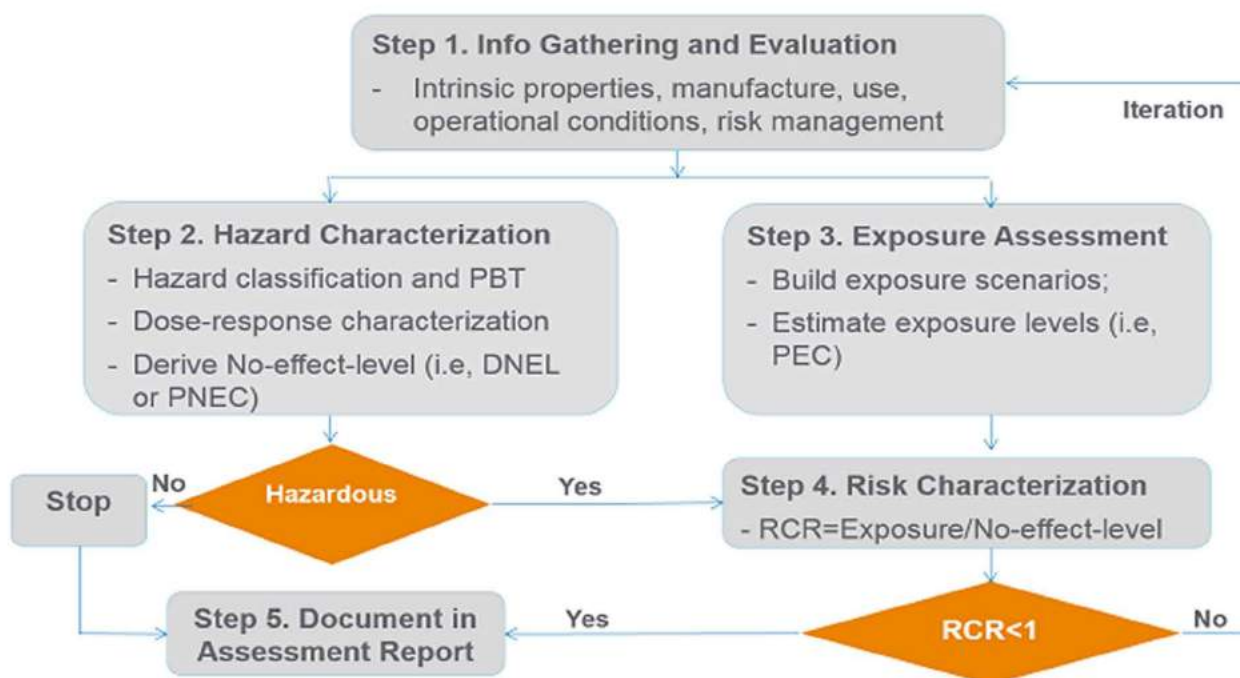 Step 1. Info Gathering and Evaluation
- Intrinsic properties, manufacture, use,
operational conditions, risk management
Iteration
Step 2. Hazard Characterization
- Hazard classification and PBT
- Dose-response characterization
- Derive No-effect-level (i.e, DNEL
or PNEC)
Step 3. Exposure Assessment
- Build exposure scenarios;
- Estimate exposure levels (i.e,
PEC)
Stop
No
Hazardous
Yes
Step 4. Risk Characterization
- RCR=Exposure/No-effect-level
Step 5. Document in
Assessment Report
Yes
RCR<1
No